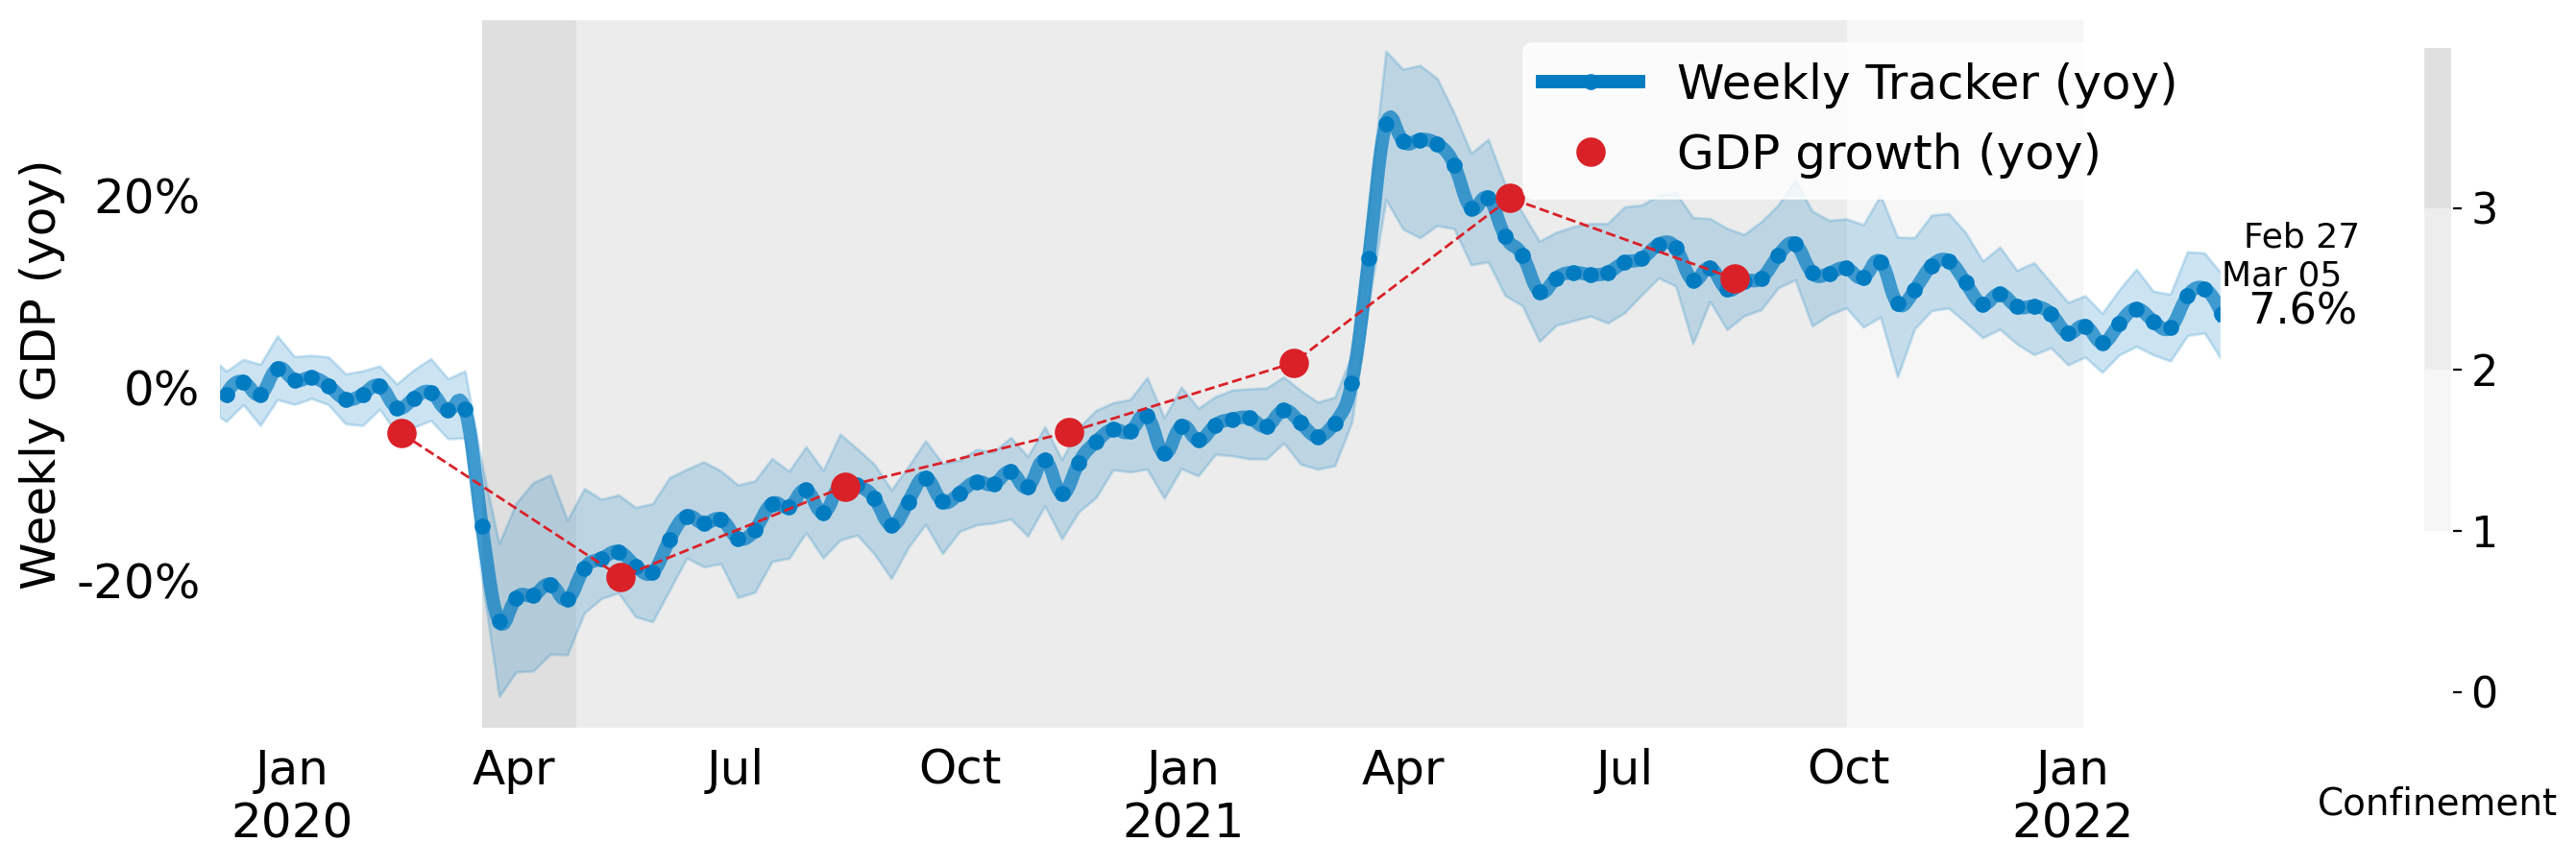 Weekly GDP (yoy)
20%
0%
-20%
Weekly Tracker (yoy)
GDP growth (yoy)
Feb 27
Mar 05
7.6%
3
2
1
0
Jan Apr Jul Oct Jan Apr Jul Oct Jan
2020 2021 2022
Confinement